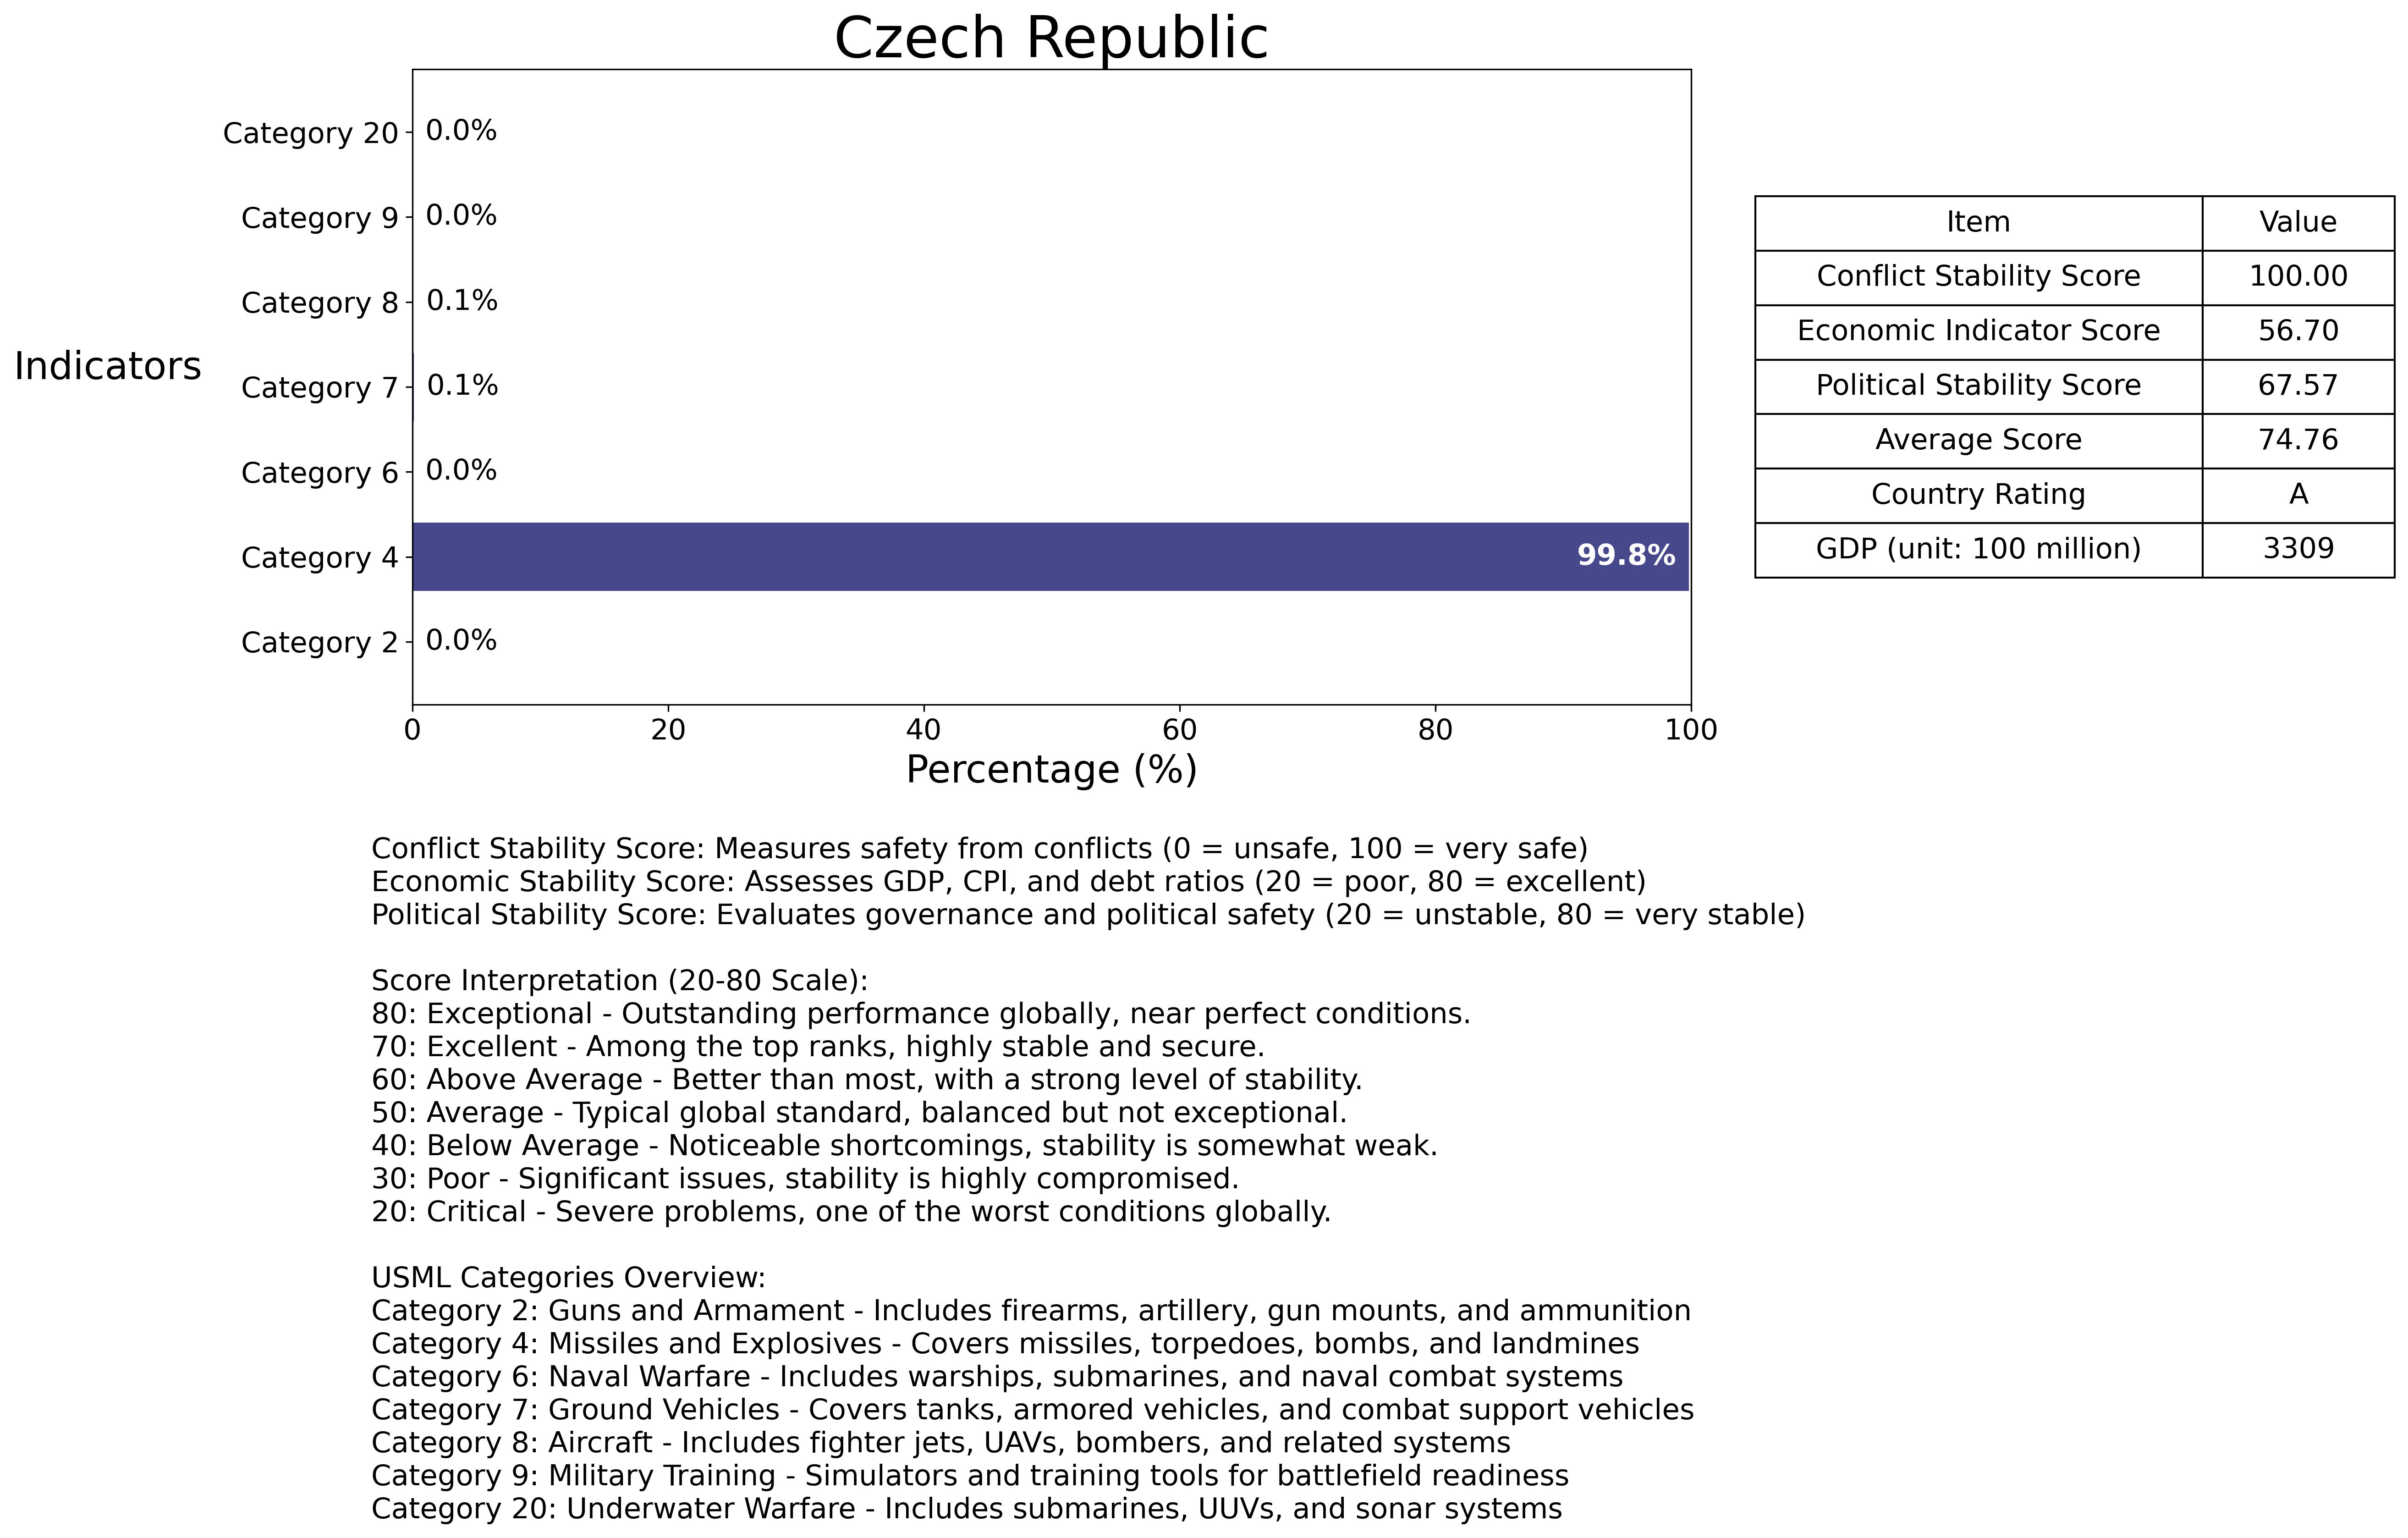 Czech Republic
Indicators
Category 20 0.0%
Category 9 0.0%
Category 8 0.1%
Category 7 0.1%
Category 6 0.0%
Category 4 99.8%
Category 2 0.0%
0 20 40 60 80 100
Percentage (%)
Item Value
Conflict Stability Score 100.00
Economic Indicator Score 56.70
Political Stability Score 67.57
Average Score 74.76
Country Rating A
GDP (unit: 100 million) 3309
Conflict Stability Score: Measures safety from conflicts (0 = unsafe, 100 = very safe)
Economic Stability Score: Assesses GDP, CPI, and debt ratios (20 = poor, 80 = excellent)
Political Stability Score: Evaluates governance and political safety (20 = unstable, 80 = very stable)
Score Interpretation (20-80 Scale):
80: Exceptional - Outstanding performance globally, near perfect conditions.
70: Excellent - Among the top ranks, highly stable and secure.
60: Above Average - Better than most, with a strong level of stability.
50: Average - Typical global standard, balanced but not exceptional.
40: Below Average - Noticeable shortcomings, stability is somewhat weak.
30: Poor - Significant issues, stability is highly compromised.
20: Critical - Severe problems, one of the worst conditions globally.
USML Categories Overview:
Category 2: Guns and Armament - Includes firearms, artillery, gun mounts, and ammunition
Category 4: Missiles and Explosives - Covers missiles, torpedoes, bombs, and landmines
Category 6: Naval Warfare - Includes warships, submarines, and naval combat systems
Category 7: Ground Vehicles - Covers tanks, armored vehicles, and combat support vehicles
Category 8: Aircraft - Includes fighter jets, UAVs, bombers, and related systems
Category 9: Military Training - Simulators and training tools for battlefield readiness
Category 20: Underwater Warfare - Includes submarines, UUVs, and sonar systems